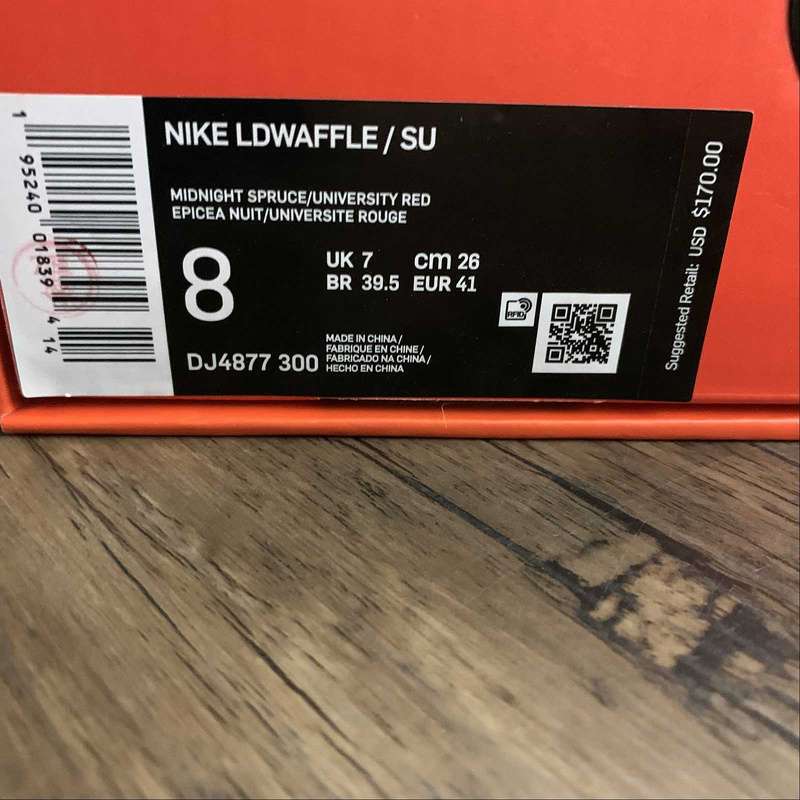 NIKE LDWAFFLE / SU
MIDNIGHT SPRUCE/UNIVERSITY RED
EPICEA NUIT/UNIVERSITE ROUGE
8
UK 7 cm 26
BR 39.5 EUR 41
DJ4877 300
MADE IN CHINA /
FABRIQUE EN CHINE /
FABRICADO NA CHINA /
HECHO EN CHINA
RFID
Suggested Retail: USD $170.00
1 95240 01839 4 14